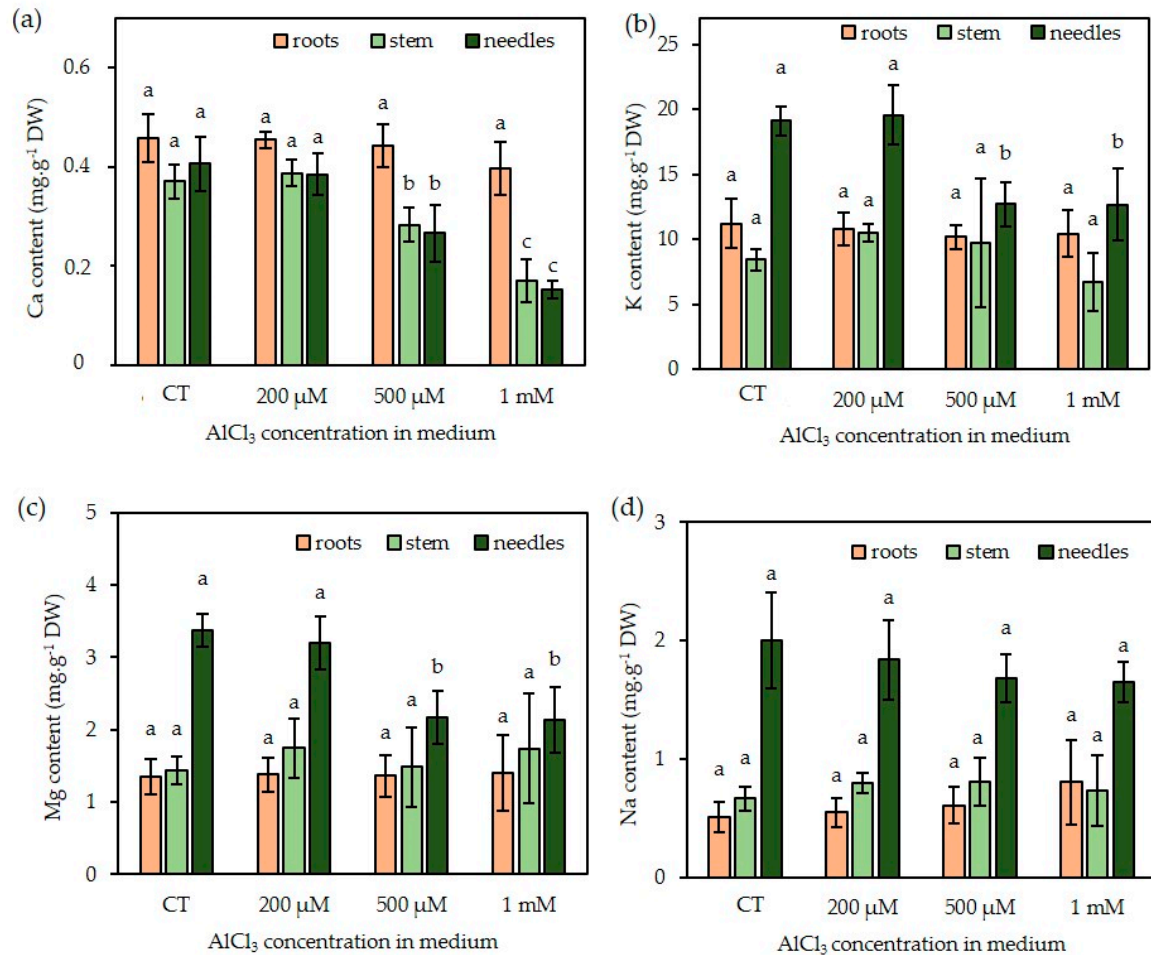 (a)
roots stem needles
0.6
0.4
0.2
0
Ca content (mg.g⁻¹ DW)
a a a
a a a
a b b
a c c
CT 200 µM 500 µM 1 mM
AlCl₃ concentration in medium
(b)
roots stem needles
25
20
15
10
5
0
K content (mg.g⁻¹ DW)
a a a
a a a
a a b
a a b
CT 200 µM 500 µM 1 mM
AlCl₃ concentration in medium
(c)
roots stem needles
5
4
3
2
1
0
Mg content (mg.g⁻¹ DW)
a a a
a a a
a a b
a a b
CT 200 µM 500 µM 1 mM
AlCl₃ concentration in medium
(d)
roots stem needles
3
2
1
0
Na content (mg.g⁻¹ DW)
a a a
a a a
a a a
a a a
CT 200 µM 500 µM 1 mM
AlCl₃ concentration in medium